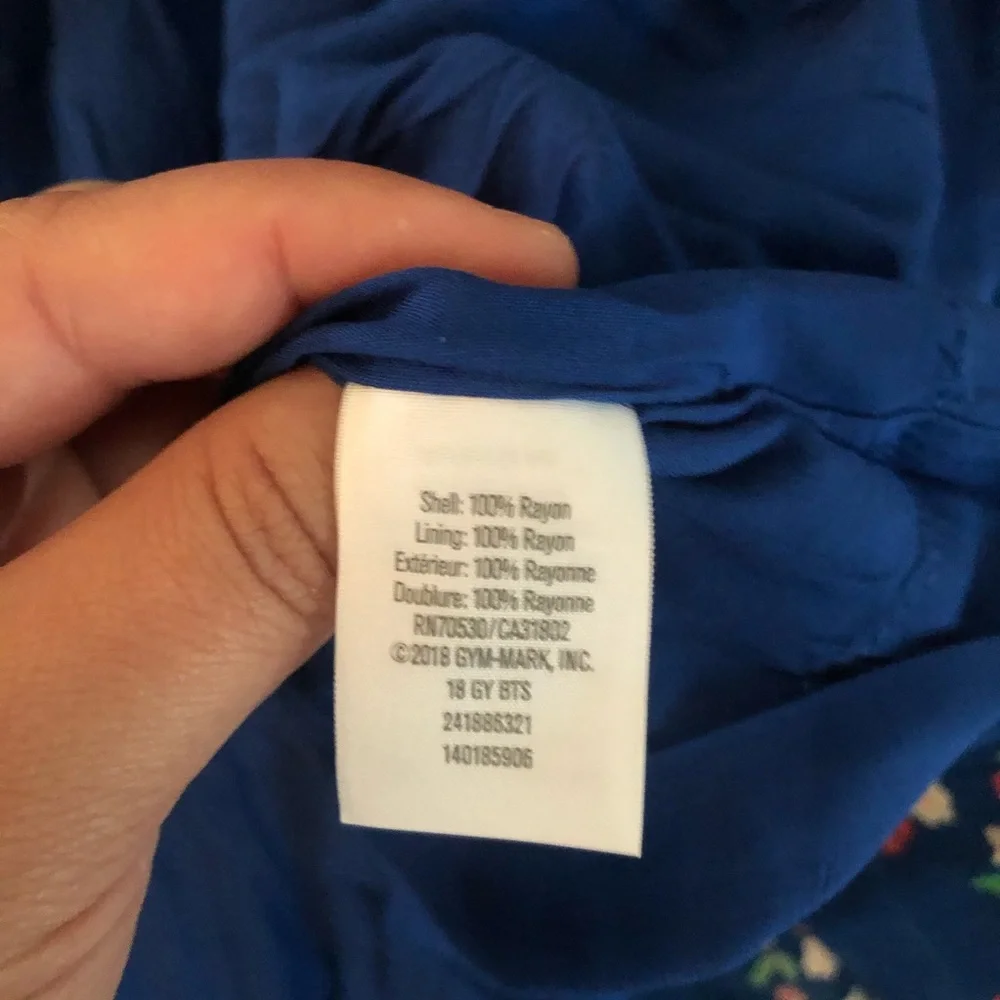 Shell: 100% Rayon
Lining: 100% Rayon
Extérieur: 100% Rayonne
Doublure: 100% Rayonne
RN70530/CA31802
©2018 GYM-MARK, INC.
18 GY BTS
241886321
140185906